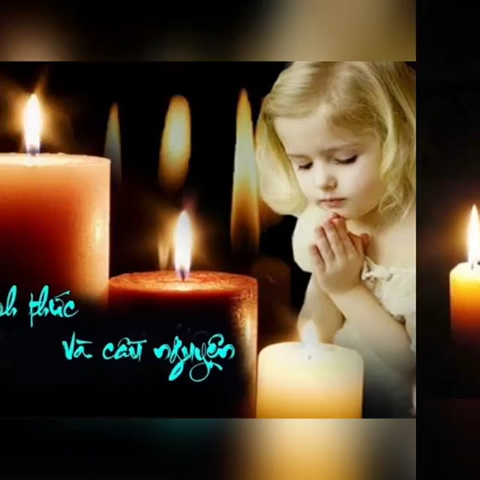 thức
và cầu nguyện